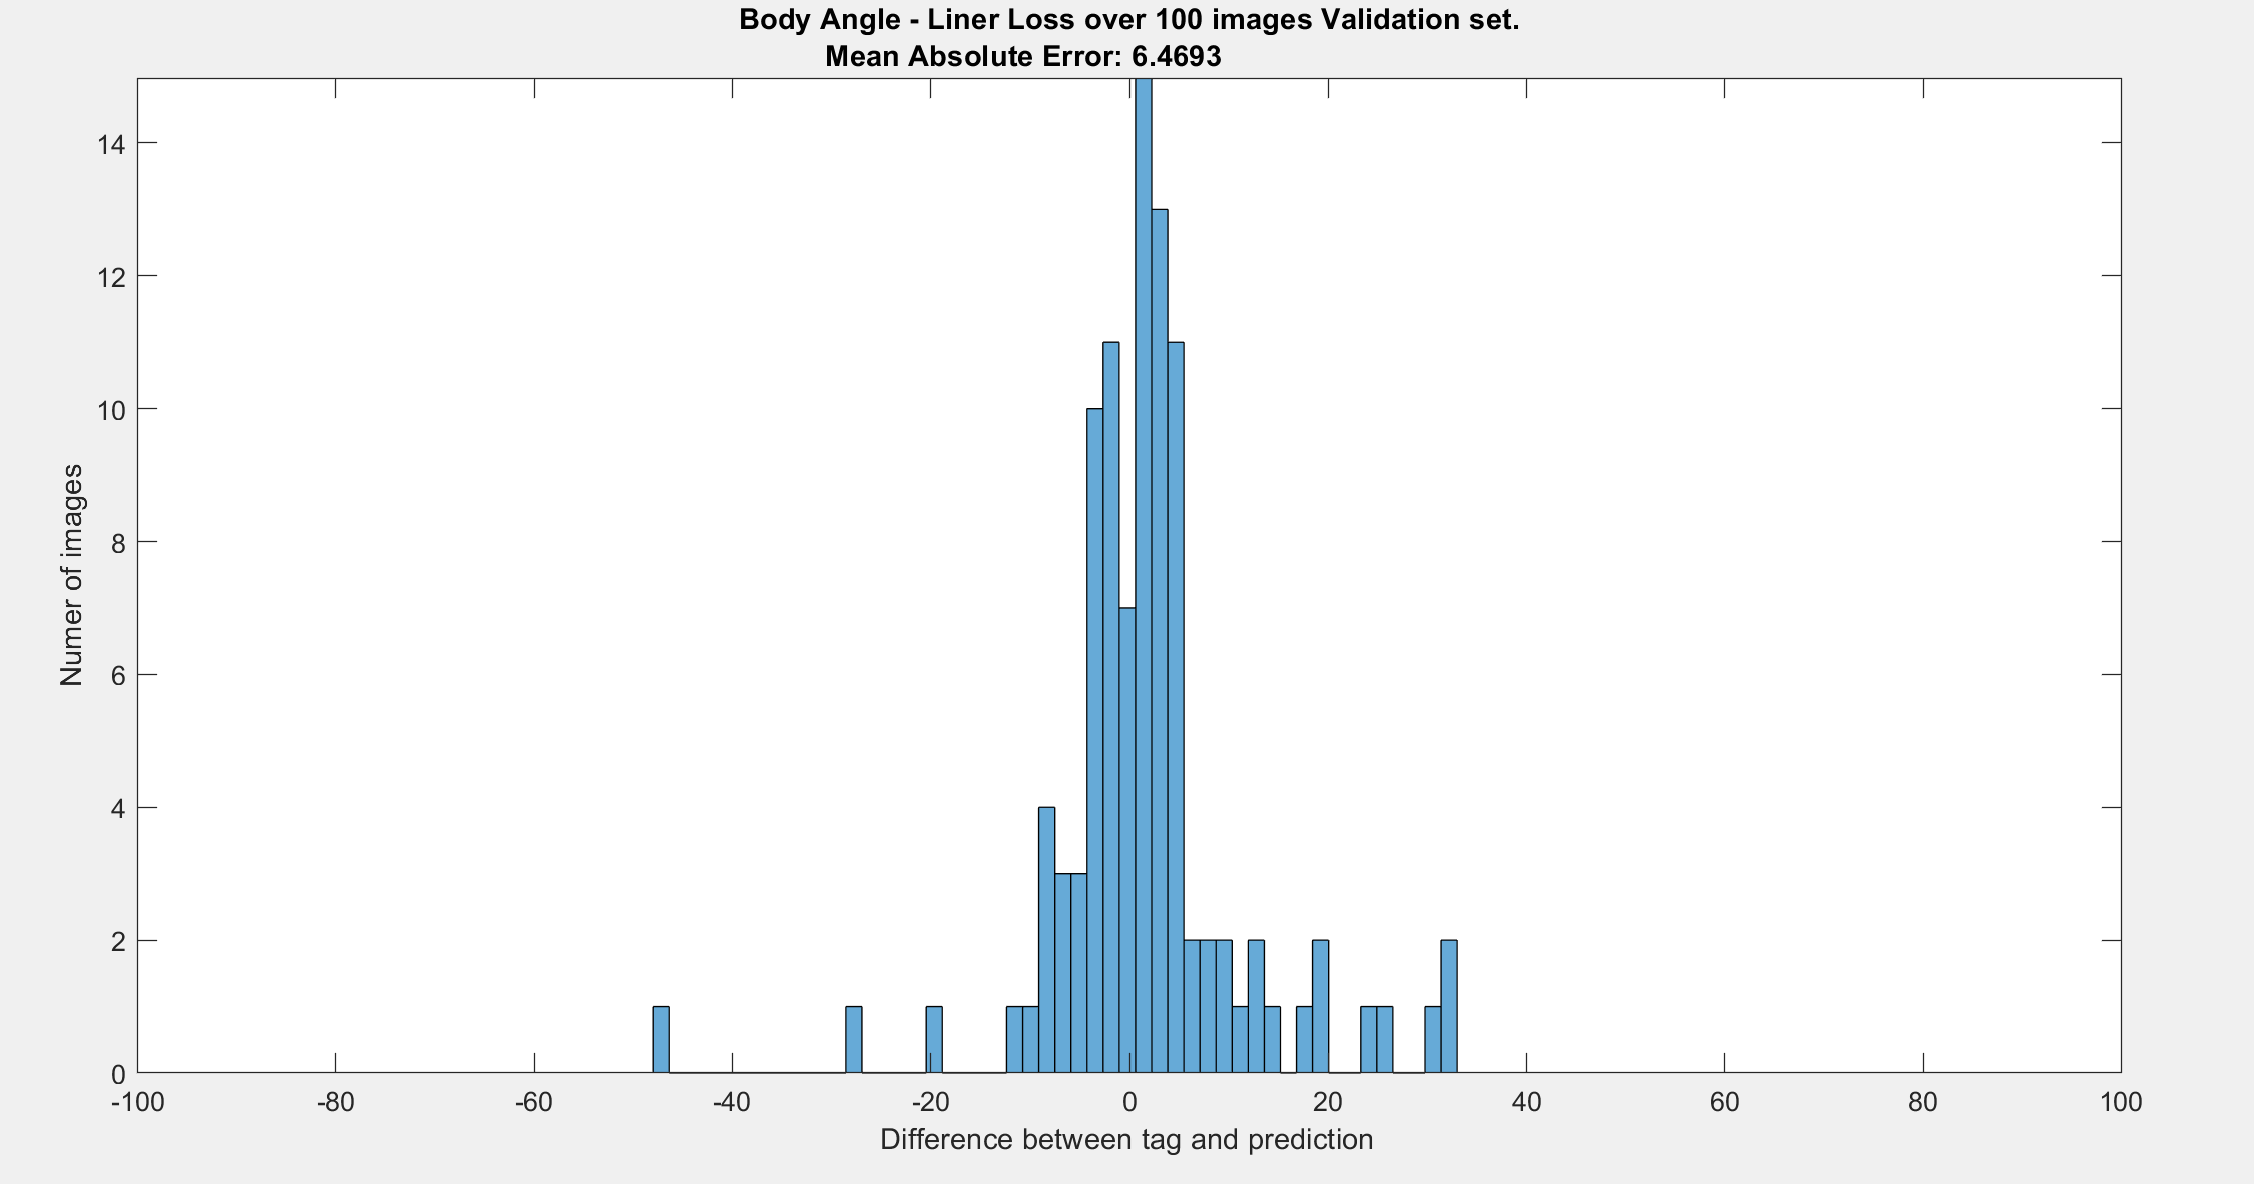 Body Angle - Liner Loss over 100 images Validation set.
Mean Absolute Error: 6.4693
14
12
10
8
6
4
2
0
Numer of images
-100 -80 -60 -40 -20 0 20 40 60 80 100
Difference between tag and prediction